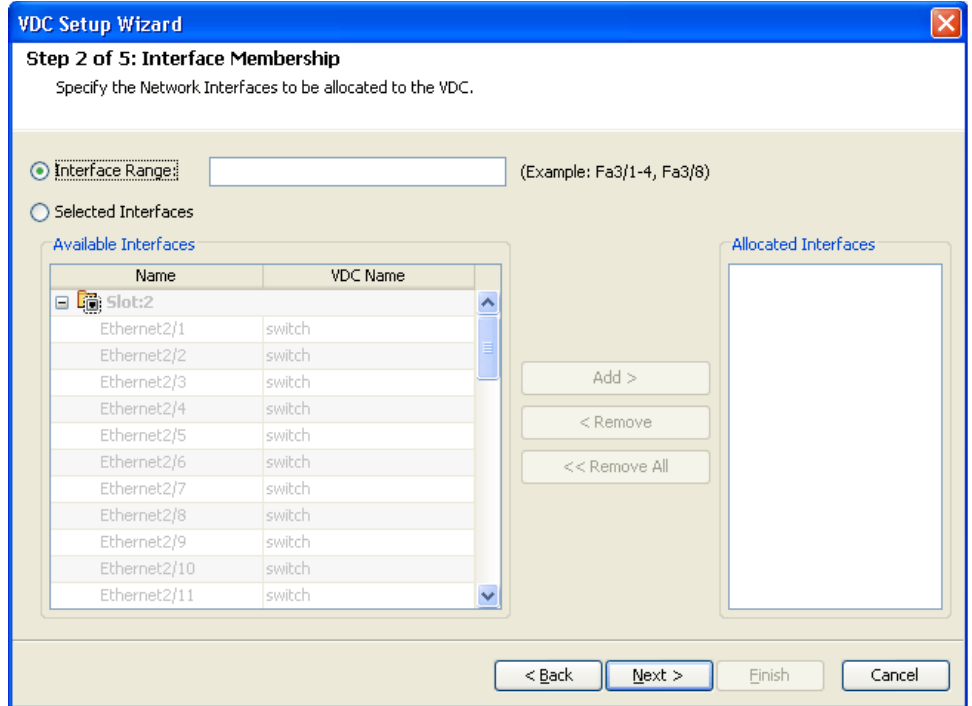 VDC Setup Wizard
Step 2 of 5: Interface Membership
Specify the Network Interfaces to be allocated to the VDC.
Interface Range: (Example: Fa3/1-4, Fa3/8)
Selected Interfaces
Available Interfaces
Name VDC Name
Slot:2
Ethernet2/1 switch
Ethernet2/2 switch
Ethernet2/3 switch
Ethernet2/4 switch
Ethernet2/5 switch
Ethernet2/6 switch
Ethernet2/7 switch
Ethernet2/8 switch
Ethernet2/9 switch
Ethernet2/10 switch
Ethernet2/11 switch
Add >
< Remove
<< Remove All
Allocated Interfaces
< Back Next > Finish Cancel